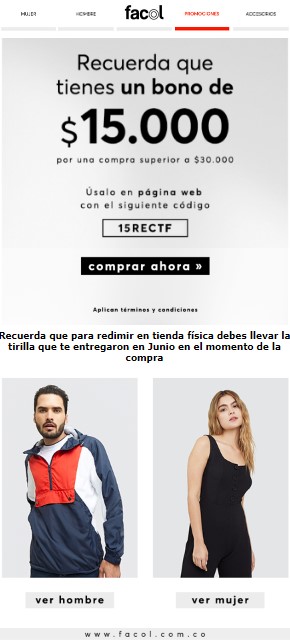 MUJER
HOMBRE
facol
PROMOCIONES
ACCESORIOS
Recuerda que
tienes un bono de
$15.000
por una compra superior a $30.000
Úsalo en página web
con el siguiente código
15RECTF
comprar ahora »
Aplican términos y condiciones
Recuerda que para redimir en tienda física debes llevar la
tirilla que te entregaron en Junio en el momento de la
compra
ver hombre
ver mujer
www.facol.com.co